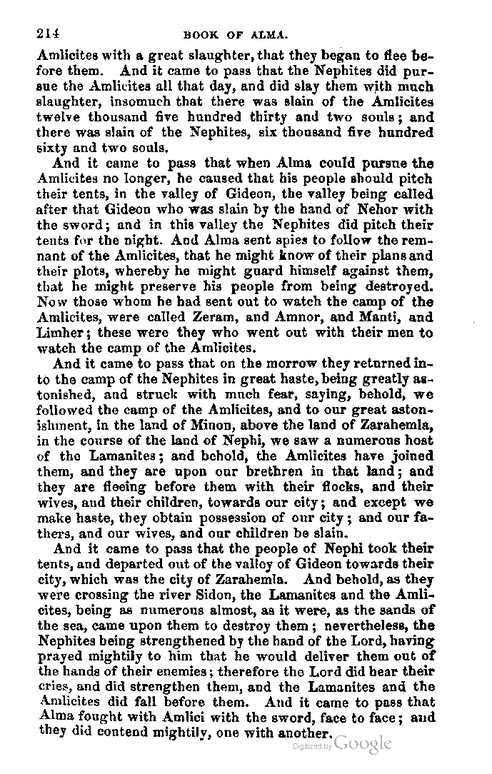 214 BOOK OF ALMA.
Amlicites with a great slaughter, that they began to flee be-
fore them. And it came to pass that the Nephites did pur-
sue the Amlicites all that day, and did slay them with much
slaughter, insomuch that there was slain of the Amlicites
twelve thousand five hundred thirty and two souls; and
there was slain of the Nephites, six thousand five hundred
sixty and two souls.
And it came to pass that when Alma could pursue the
Amlicites no longer, he caused that his people should pitch
their tents, in the valley of Gideon, the valley being called
after that Gideon who was slain by the hand of Nehor with
the sword; and in this valley the Nephites did pitch their
tents for the night. And Alma sent spies to follow the rem-
nant of the Amlicites, that he might know of their plans and
their plots, whereby he might guard himself against them,
that he might preserve his people from being destroyed.
Now those whom he had sent out to watch the camp of the
Amlicites, were called Zeram, and Amnor, and Manti, and
Limher; these were they who went out with their men to
watch the camp of the Amlicites.
And it came to pass that on the morrow they returned in-
to the camp of the Nephites in great haste, being greatly as-
tonished, and struck with much fear, saying, behold, we
followed the camp of the Amlicites, and to our great aston-
ishment, in the land of Minon, above the land of Zarahemla,
in the course of the land of Nephi, we saw a numerous host
of the Lamanites; and behold, the Amlicites have joined
them, and they are upon our brethren in that land; and
they are fleeing before them with their flocks, and their
wives, and their children, towards our city; and except we
make haste, they obtain possession of our city; and our fa-
thers, and our wives, and our children be slain.
And it came to pass that the people of Nephi took their
tents, and departed out of the valley of Gideon towards their
city, which was the city of Zarahemla. And behold, as they
were crossing the river Sidon, the Lamanites and the Amli-
cites, being as numerous almost, as it were, as the sands of
the sea, came upon them to destroy them; nevertheless, the
Nephites being strengthened by the hand of the Lord, having
prayed mightily to him that he would deliver them out of
the hands of their enemies; therefore the Lord did hear their
cries, and did strengthen them, and the Lamanites and the
Amlicites did fall before them. And it came to pass that
Alma fought with Amlici with the sword, face to face; and
they did contend mightily, one with another.
Digitized by Google